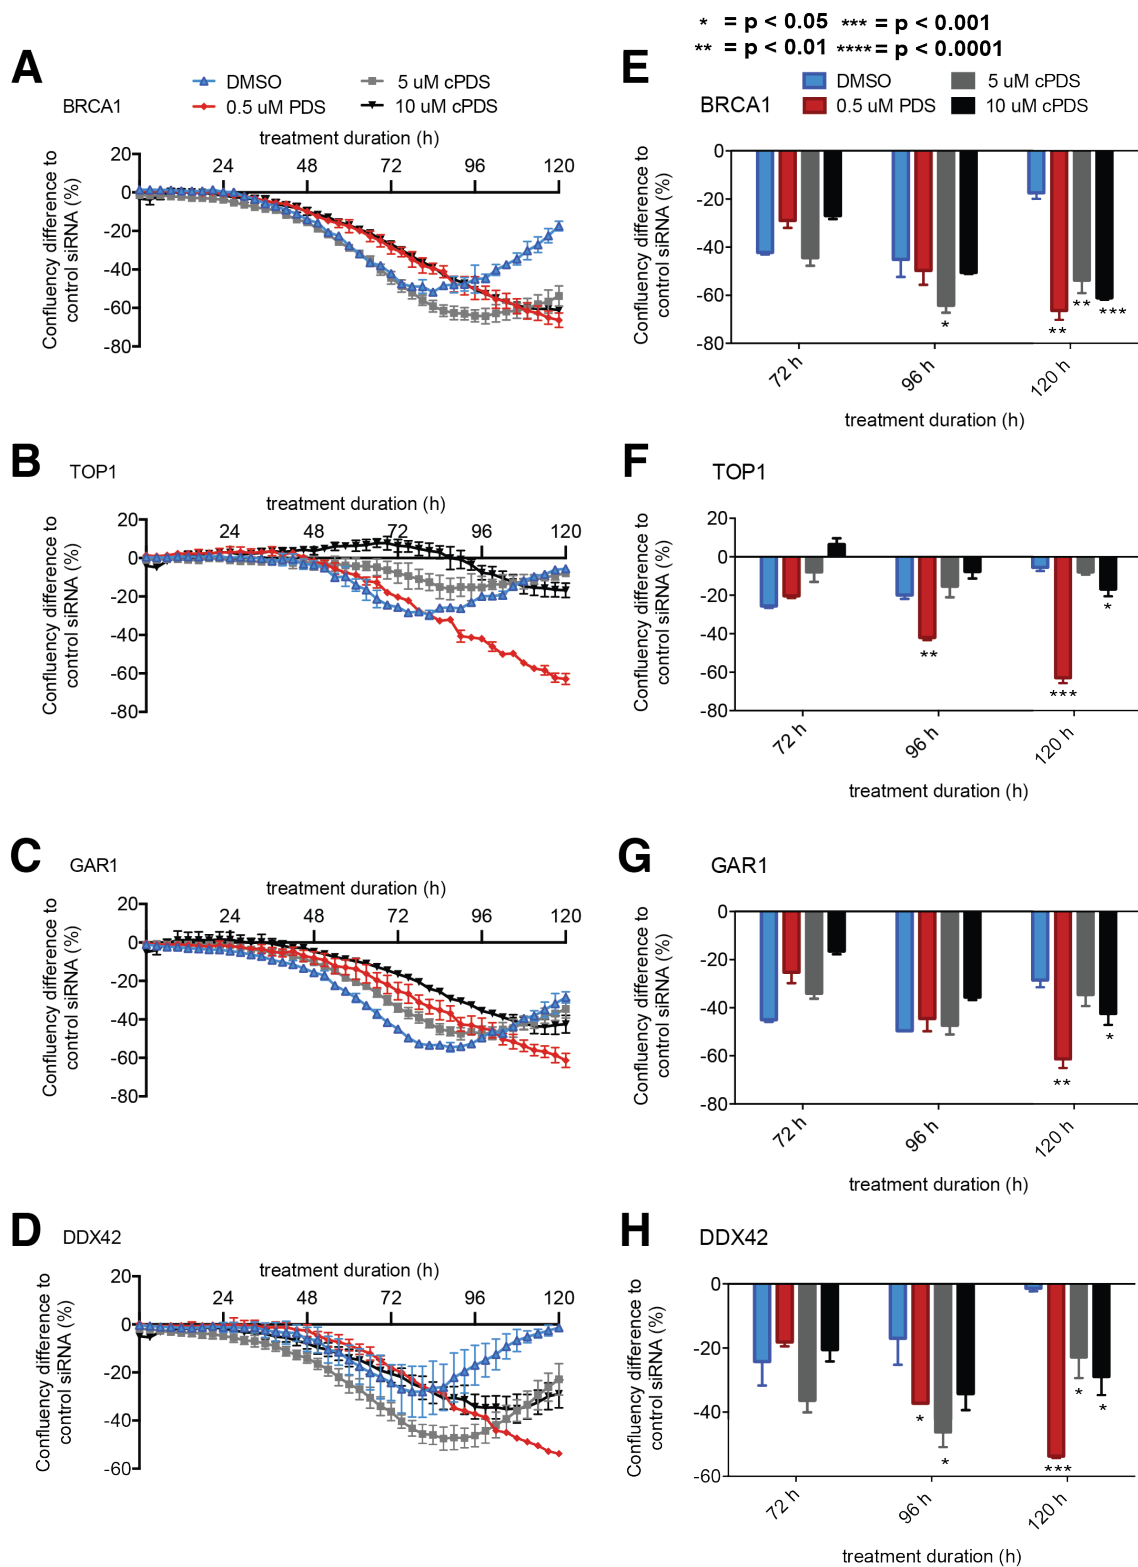 * = p < 0.05 *** = p < 0.001
** = p < 0.01 **** = p < 0.0001
A
BRCA1
DMSO
5 uM cPDS
0.5 uM PDS
10 uM cPDS
treatment duration (h)
24 48 72 96 120
20
0
-20
-40
-60
-80
Confluency difference to
control siRNA (%)
E
BRCA1
DMSO
5 uM cPDS
0.5 uM PDS
10 uM cPDS
Confluency difference to
control siRNA (%)
0
-20
-40
-60
-80
*
**
**
***
72 h
96 h
120 h
treatment duration (h)
B
TOP1
treatment duration (h)
24 48 72 96 120
20
0
-20
-40
-60
-80
Confluency difference to
control siRNA (%)
F
TOP1
Confluency difference to
control siRNA (%)
20
0
-20
-40
-60
-80
**
***
*
72 h
96 h
120 h
treatment duration (h)
C
GAR1
treatment duration (h)
24 48 72 96 120
20
0
-20
-40
-60
-80
Confluency difference to
control siRNA (%)
G
GAR1
Confluency difference to
control siRNA (%)
0
-20
-40
-60
-80
**
*
72 h
96 h
120 h
treatment duration (h)
D
DDX42
treatment duration (h)
24 48 72 96 120
20
0
-20
-40
-60
Confluency difference to
control siRNA (%)
H
DDX42
Confluency difference to
control siRNA (%)
0
-20
-40
-60
*
*
***
*
*
72 h
96 h
120 h
treatment duration (h)